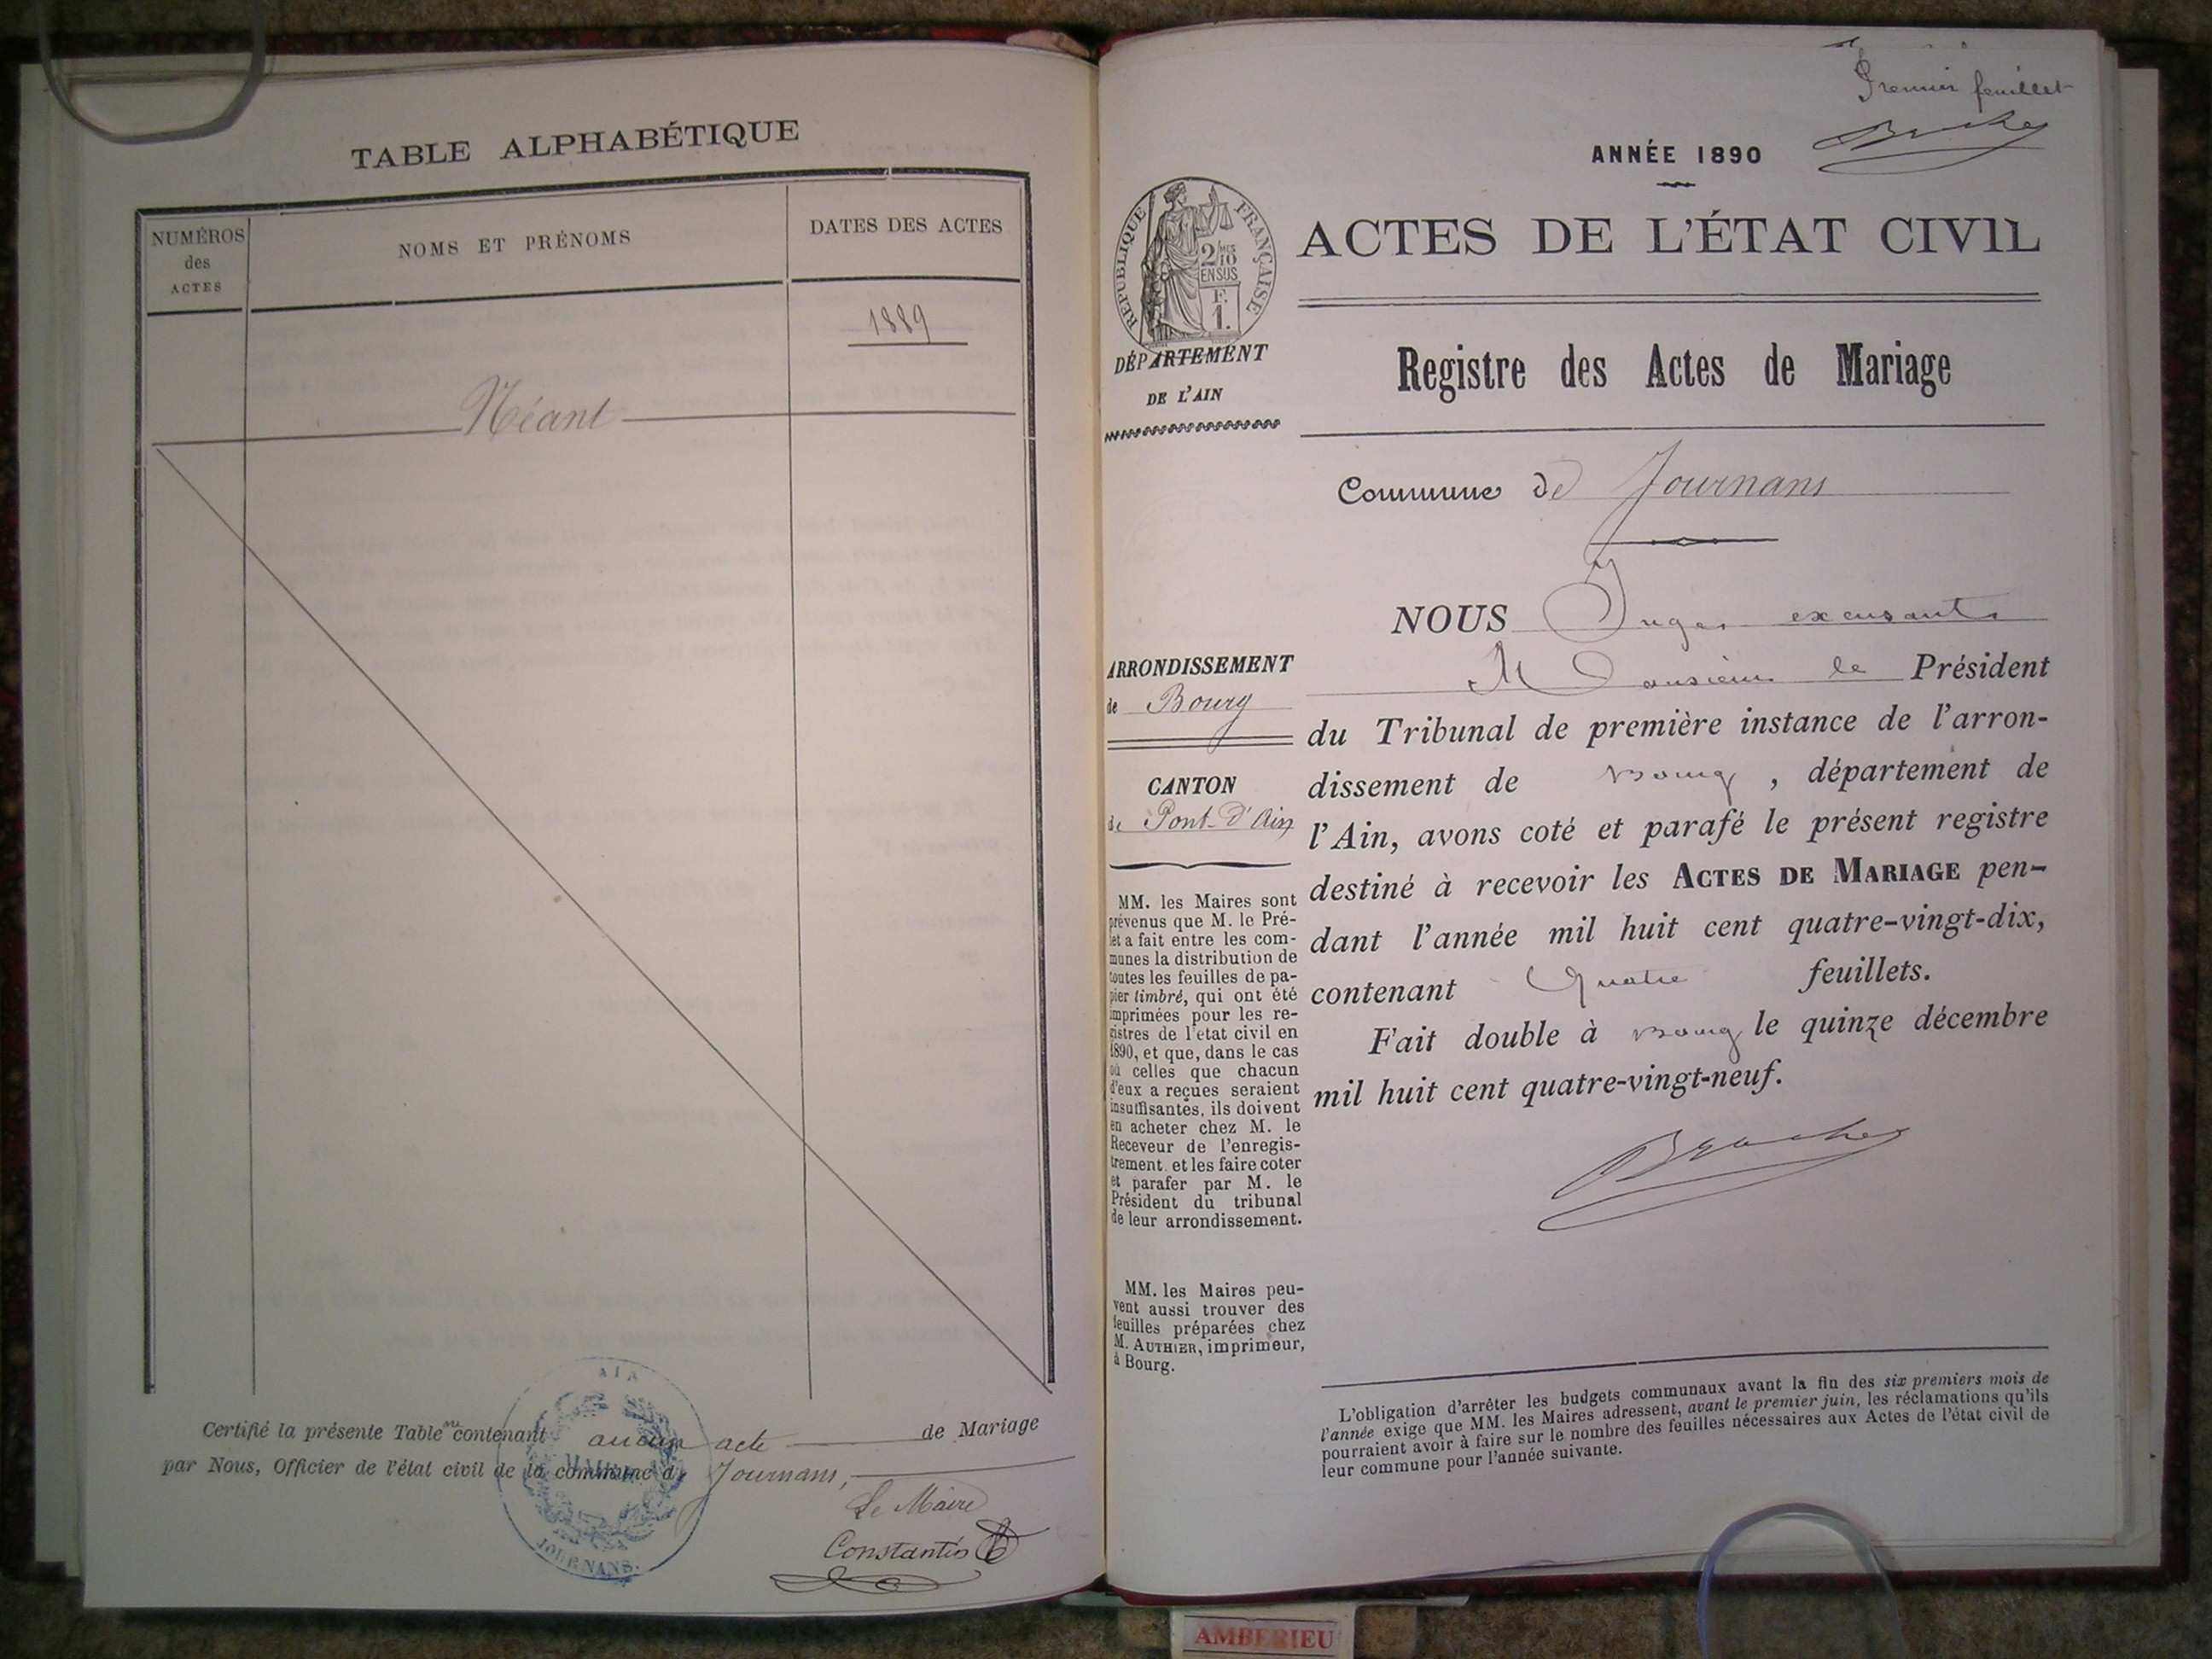 TABLE ALPHABÉTIQUE
NUMÉROS
des
ACTES
NOMS ET PRÉNOMS
DATES DES ACTES
1889
Néant
Certifié la présente Table contenant aucun acte de Mariage
par Nous, Officier de l'état civil de la commune de Journans,
Le Maire
Constantin
AIN
MAIRIE
JOURNANS.
Premier feuillet
ANNÉE 1890
RÉPUBLIQUE FRANÇAISE
2/10
EN SUS
F.
1.
ACTES DE L'ÉTAT CIVIL
DÉPARTEMENT
DE L'AIN
Registre des Actes de Mariage
Commune de Journans
ARRONDISSEMENT
de Bourg
CANTON
de Pont-d'Ain
MM. les Maires sont
prévenus que M. le Pré-
fet a fait entre les com-
munes la distribution de
toutes les feuilles de pa-
pier timbré, qui ont été
imprimées pour les re-
gistres de l'état civil en
1890, et que, dans le cas
où celles que chacun
d'eux a reçues seraient
insuffisantes, ils doivent
en acheter chez M. le
Receveur de l'enregis-
trement et les faire coter
et parafer par M. le
Président du tribunal
de leur arrondissement.
MM. les Maires peu-
vent aussi trouver des
feuilles préparées chez
M. AUTHIER, imprimeur,
à Bourg.
NOUS Juges excusants
Monsieur le Président
du Tribunal de première instance de l'arron-
dissement de Bourg, département de
l'Ain, avons coté et parafé le présent registre
destiné à recevoir les ACTES DE MARIAGE pen-
dant l'année mil huit cent quatre-vingt-dix,
contenant Quatre feuillets.
Fait double à Bourg le quinze décembre
mil huit cent quatre-vingt-neuf.
L'obligation d'arrêter les budgets communaux avant la fin des six premiers mois de
l'année exige que MM. les Maires adressent, avant le premier juin, les réclamations qu'ils
pourraient avoir à faire sur le nombre des feuilles nécessaires aux Actes de l'état civil de
leur commune pour l'année suivante.
AMBERIEU